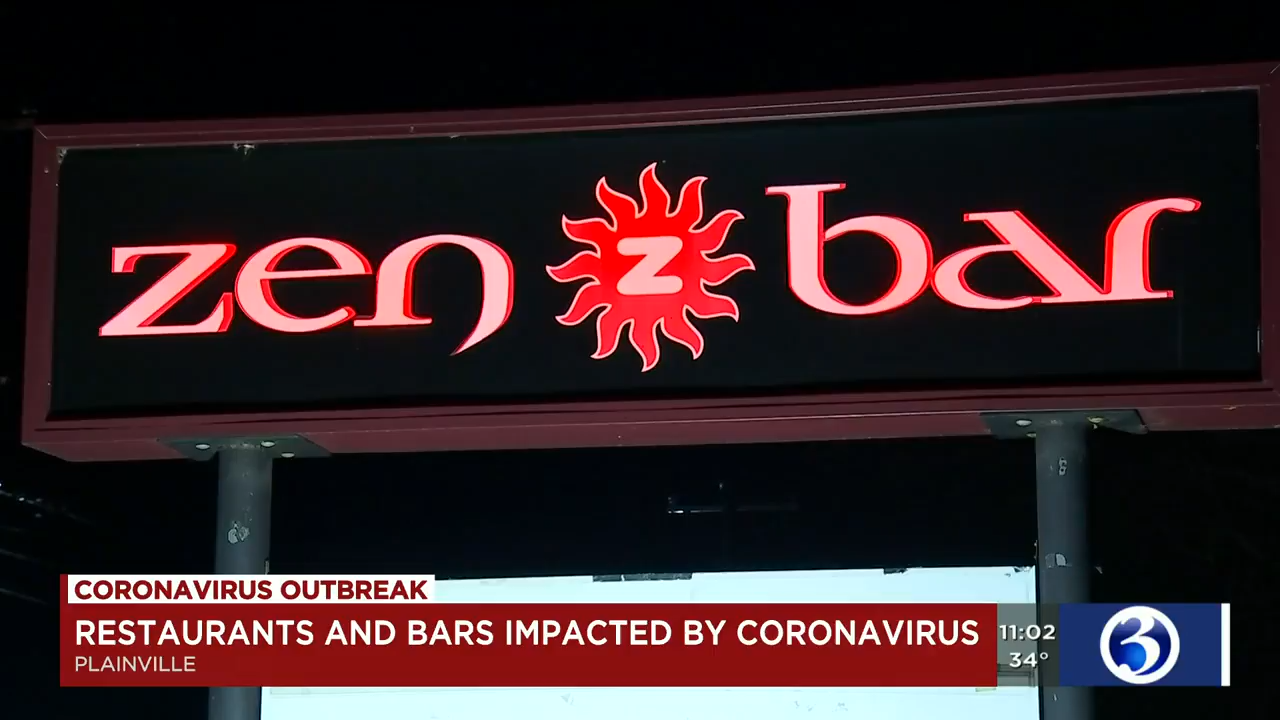 zen z bar
CORONAVIRUS OUTBREAK
RESTAURANTS AND BARS IMPACTED BY CORONAVIRUS
PLAINVILLE
11:02
34°
3